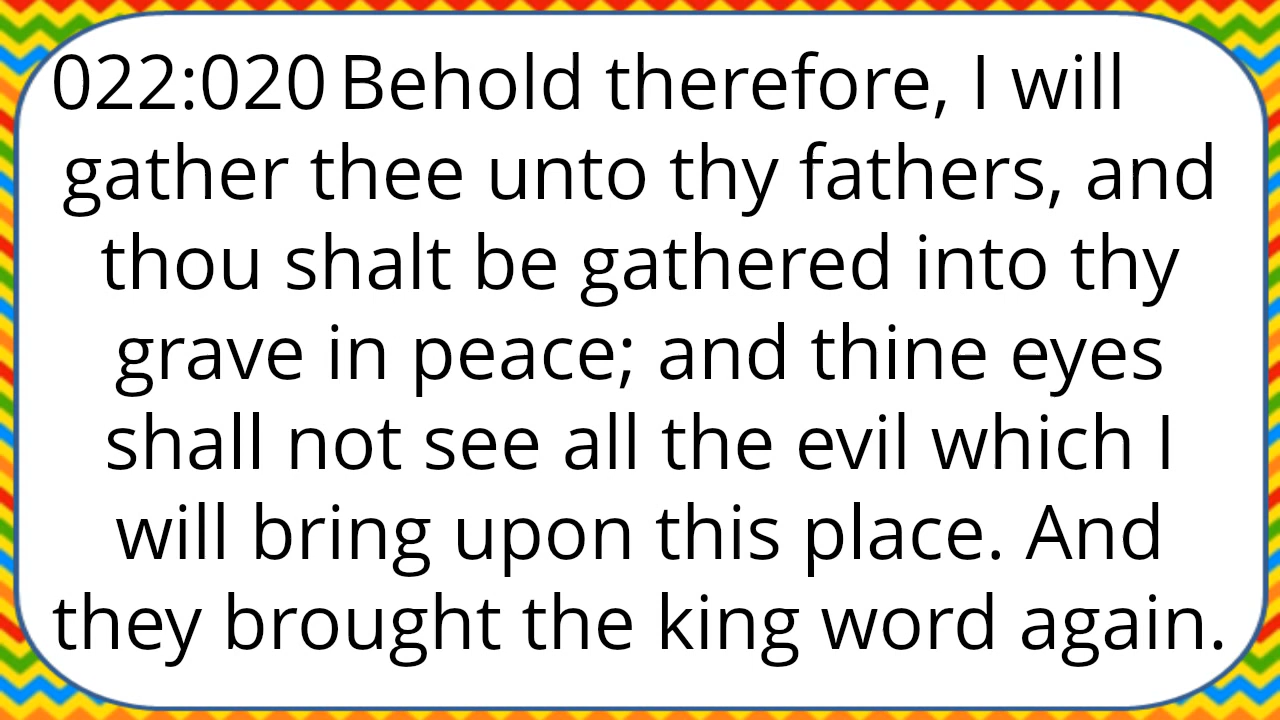 022:020 Behold therefore, I will
gather thee unto thy fathers, and
thou shalt be gathered into thy
grave in peace; and thine eyes
shall not see all the evil which I
will bring upon this place. And
they brought the king word again.